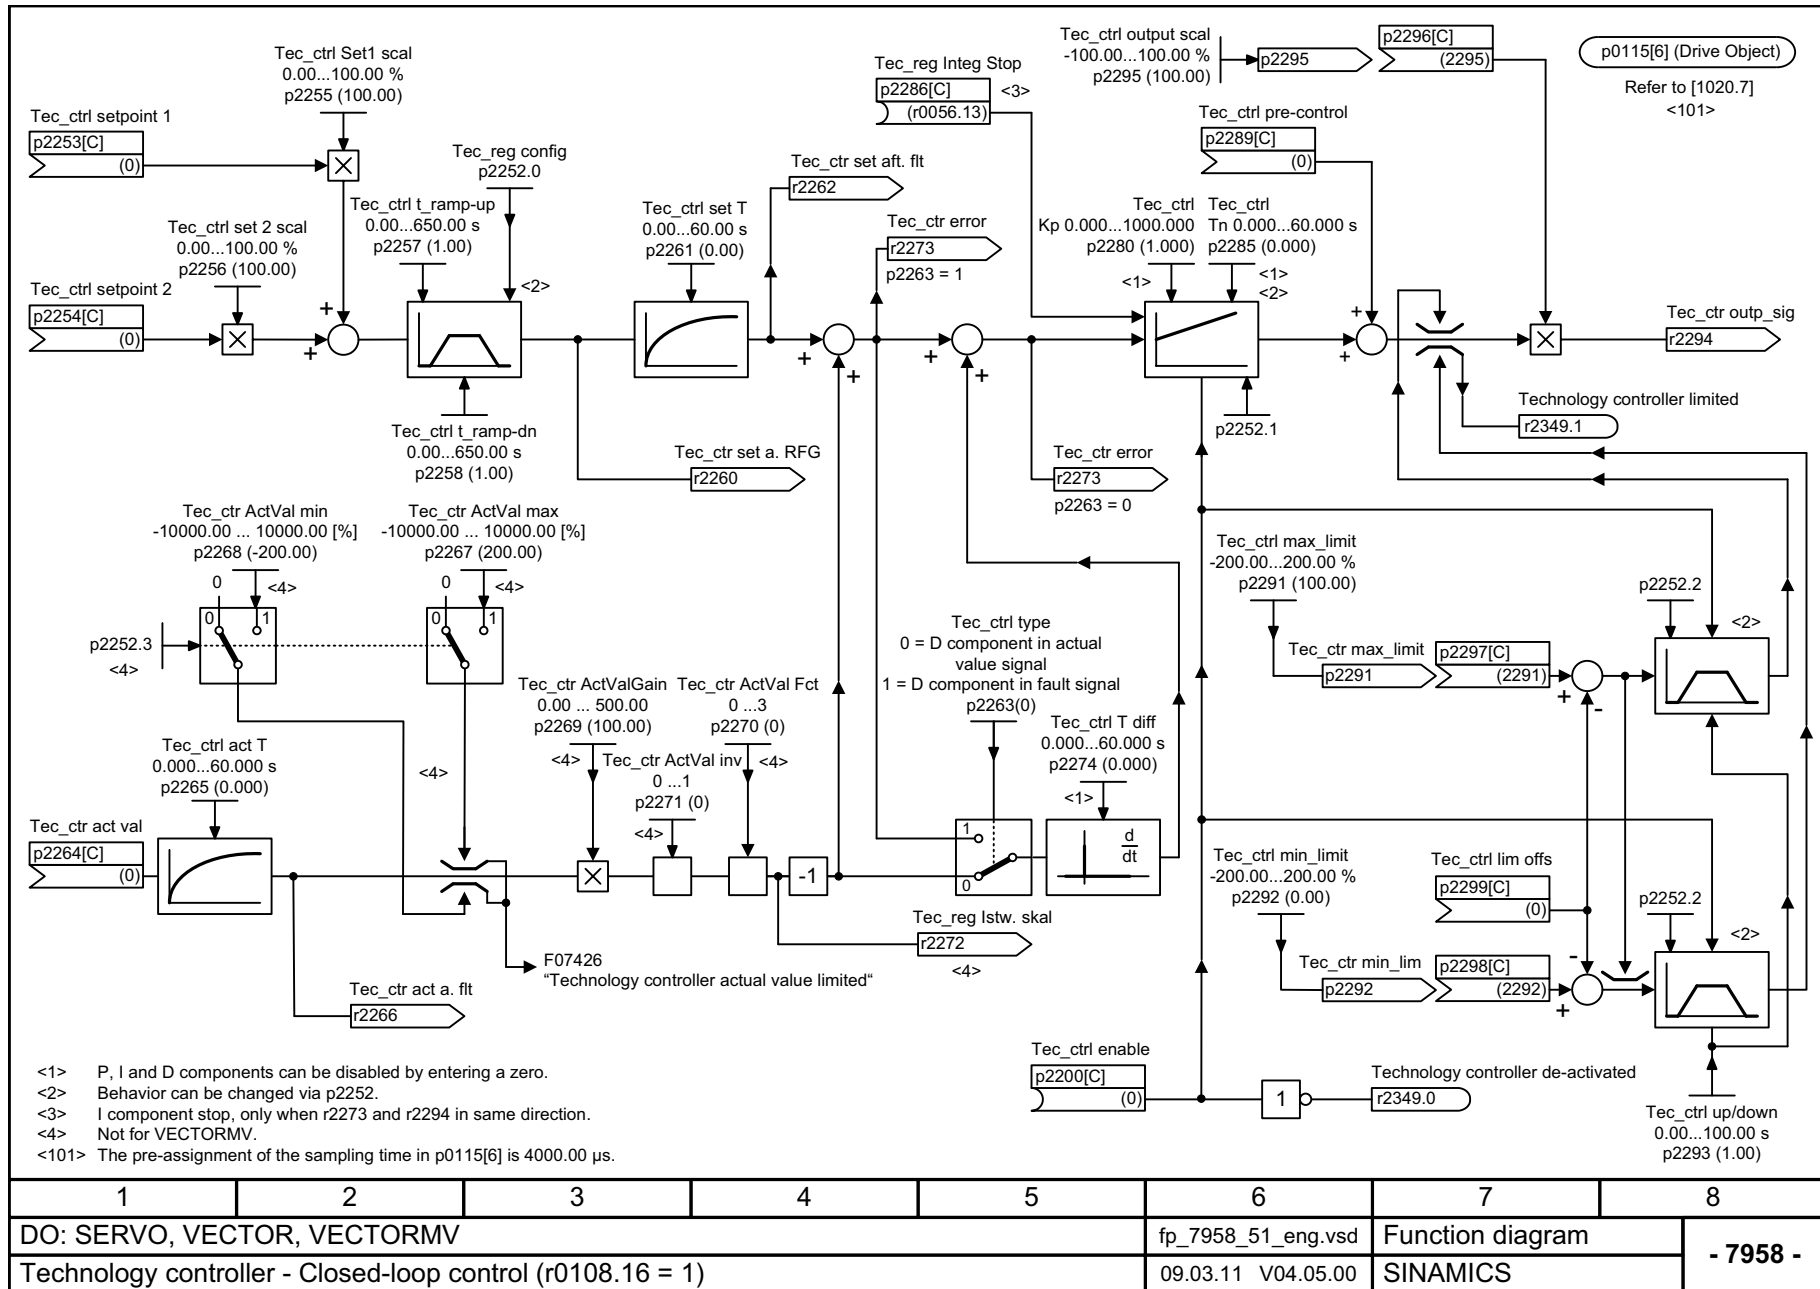 Tec_ctrl Set1 scal
0.00...100.00 %
p2255 (100.00)
Tec_ctrl setpoint 1
p2253[C]
(0)
Tec_ctrl set 2 scal
0.00...100.00 %
p2256 (100.00)
Tec_ctrl setpoint 2
p2254[C]
(0)
+
+
Tec_reg config
p2252.0
<2>
Tec_ctrl t_ramp-up
0.00...650.00 s
p2257 (1.00)
Tec_ctrl t_ramp-dn
0.00...650.00 s
p2258 (1.00)
Tec_ctrl set T
0.00...60.00 s
p2261 (0.00)
Tec_ctr set a. RFG
r2260
Tec_ctr set aft. flt
r2262
+
+
Tec_ctr error
r2273
p2263 = 1
+
+
Tec_ctr error
r2273
p2263 = 0
Tec_reg Integ Stop
p2286[C]
<3>
(r0056.13)
Tec_ctrl
Kp 0.000...1000.000
p2280 (1.000)
<1>
Tec_ctrl
Tn 0.000...60.000 s
p2285 (0.000)
<1>
<2>
p2252.1
Tec_ctrl output scal
-100.00...100.00 %
p2295 (100.00)
p2295
p2296[C]
(2295)
p0115[6] (Drive Object)
Refer to [1020.7]
<101>
Tec_ctrl pre-control
p2289[C]
(0)
+
+
Tec_ctr outp_sig
r2294
Technology controller limited
r2349.1
Tec_ctr ActVal min
-10000.00 ... 10000.00 [%]
p2268 (-200.00)
0
<4>
0
1
p2252.3
<4>
Tec_ctr ActVal max
-10000.00 ... 10000.00 [%]
p2267 (200.00)
0
<4>
0
1
<4>
Tec_ctrl act T
0.000...60.000 s
p2265 (0.000)
Tec_ctr act val
p2264[C]
(0)
Tec_ctr act a. flt
r2266
F07426
“Technology controller actual value limited“
Tec_ctr ActValGain
0.00 ... 500.00
p2269 (100.00)
<4>
Tec_ctr ActVal inv
0 ...1
p2271 (0)
<4>
Tec_ctr ActVal Fct
0 ...3
p2270 (0)
<4>
-1
Tec_reg Istw. skal
r2272
<4>
Tec_ctrl type
0 = D component in actual
value signal
1 = D component in fault signal
p2263(0)
1
0
Tec_ctrl T diff
0.000...60.000 s
p2274 (0.000)
<1>
d
dt
Tec_ctrl max_limit
-200.00...200.00 %
p2291 (100.00)
Tec_ctr max_limit
p2291
p2297[C]
(2291)
+
-
p2252.2
<2>
Tec_ctrl min_limit
-200.00...200.00 %
p2292 (0.00)
Tec_ctr min_lim
p2292
p2298[C]
(2292)
Tec_ctrl lim offs
p2299[C]
(0)
-
+
p2252.2
<2>
Tec_ctrl up/down
0.00...100.00 s
p2293 (1.00)
Tec_ctrl enable
p2200[C]
(0)
1
Technology controller de-activated
r2349.0
<1> P, I and D components can be disabled by entering a zero.
<2> Behavior can be changed via p2252.
<3> I component stop, only when r2273 and r2294 in same direction.
<4> Not for VECTORMV.
<101> The pre-assignment of the sampling time in p0115[6] is 4000.00 µs.
1 2 3 4 5 6 7 8
DO: SERVO, VECTOR, VECTORMV
fp_7958_51_eng.vsd
Function diagram
- 7958 -
Technology controller - Closed-loop control (r0108.16 = 1)
09.03.11 V04.05.00
SINAMICS